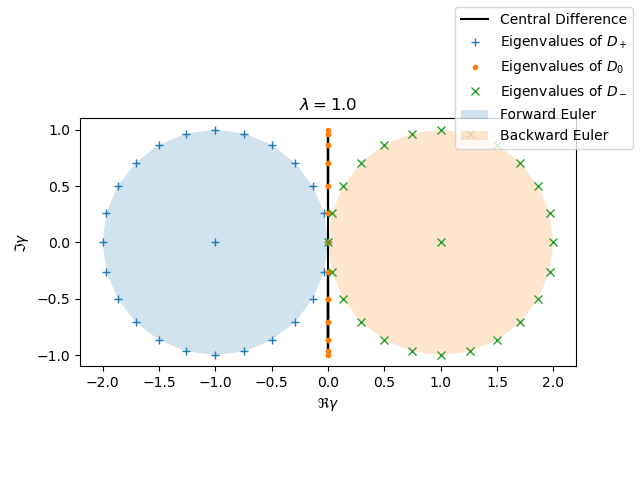 Central Difference
Eigenvalues of D₊
Eigenvalues of D₀
Eigenvalues of D₋
Forward Euler
Backward Euler
λ = 1.0
1.0
0.5
0.0
−0.5
−1.0
ℑγ
−2.0 −1.5 −1.0 −0.5 0.0 0.5 1.0 1.5 2.0
ℜγ